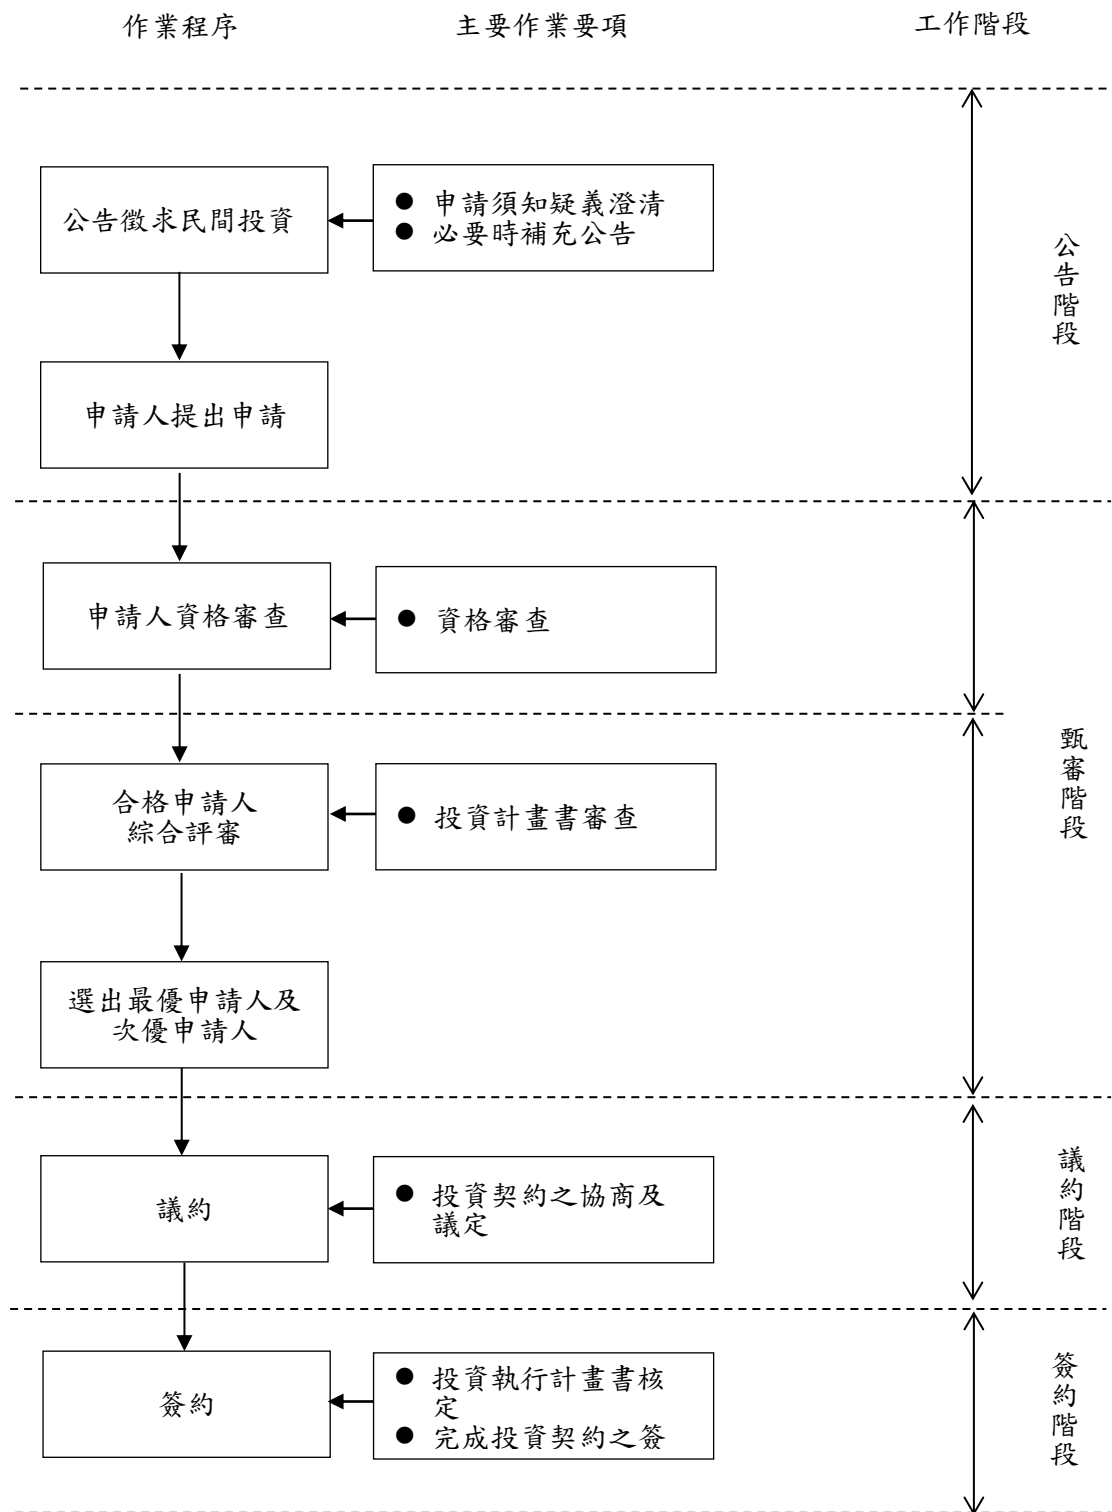 作業程序
主要作業要項
工作階段
公告徵求民間投資
● 申請須知疑義澄清
● 必要時補充公告
公告階段
申請人提出申請
申請人資格審查
● 資格審查
甄審階段
合格申請人
綜合評審
● 投資計畫書審查
選出最優申請人及
次優申請人
議約
● 投資契約之協商及
議定
議約階段
簽約
● 投資執行計畫書核
定
● 完成投資契約之簽
簽約階段